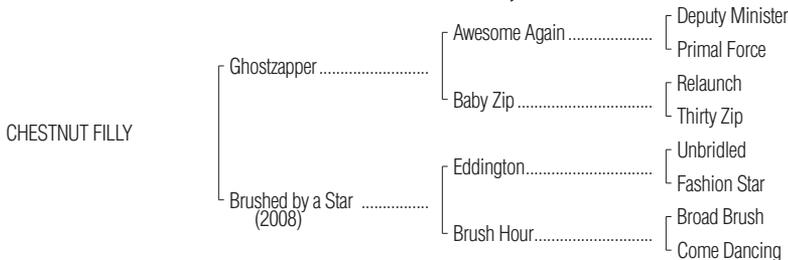 Deputy Minister
Awesome Again
Primal Force
Ghostzapper
Relaunch
Baby Zip
Thirty Zip
CHESTNUT FILLY
Unbridled
Eddington
Fashion Star
Brushed by a Star
(2008)
Broad Brush
Brush Hour
Come Dancing